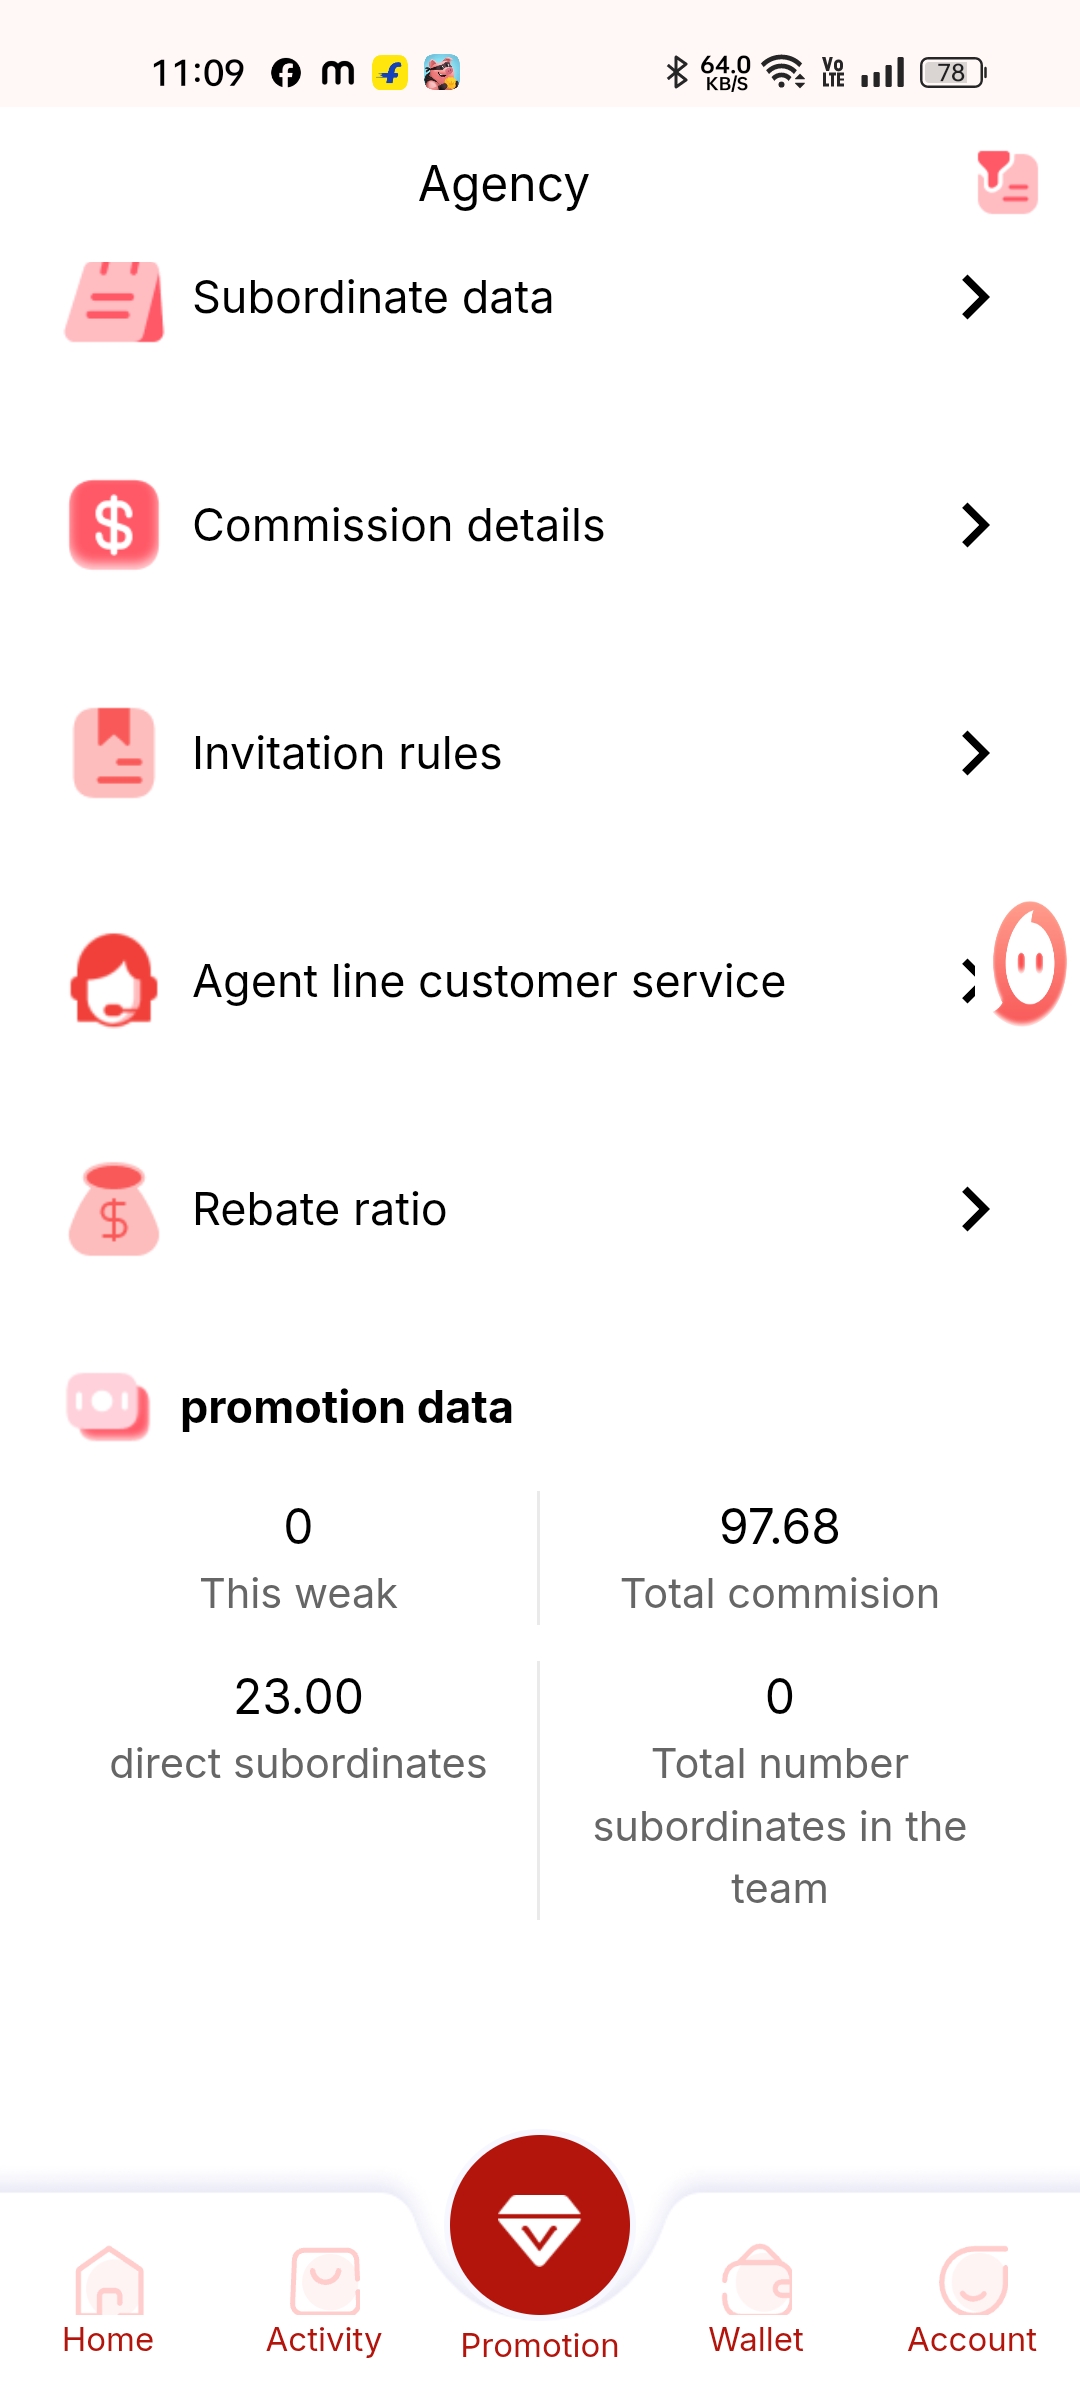 11:09
64.0
KB/S
Vo
LTE
78
Agency
Subordinate data
$
Commission details
Invitation rules
Agent line customer service
$
Rebate ratio
promotion data
0
97.68
This weak
Total commision
23.00
0
direct subordinates
Total number
subordinates in the
team
Home
Activity
Promotion
Wallet
Account